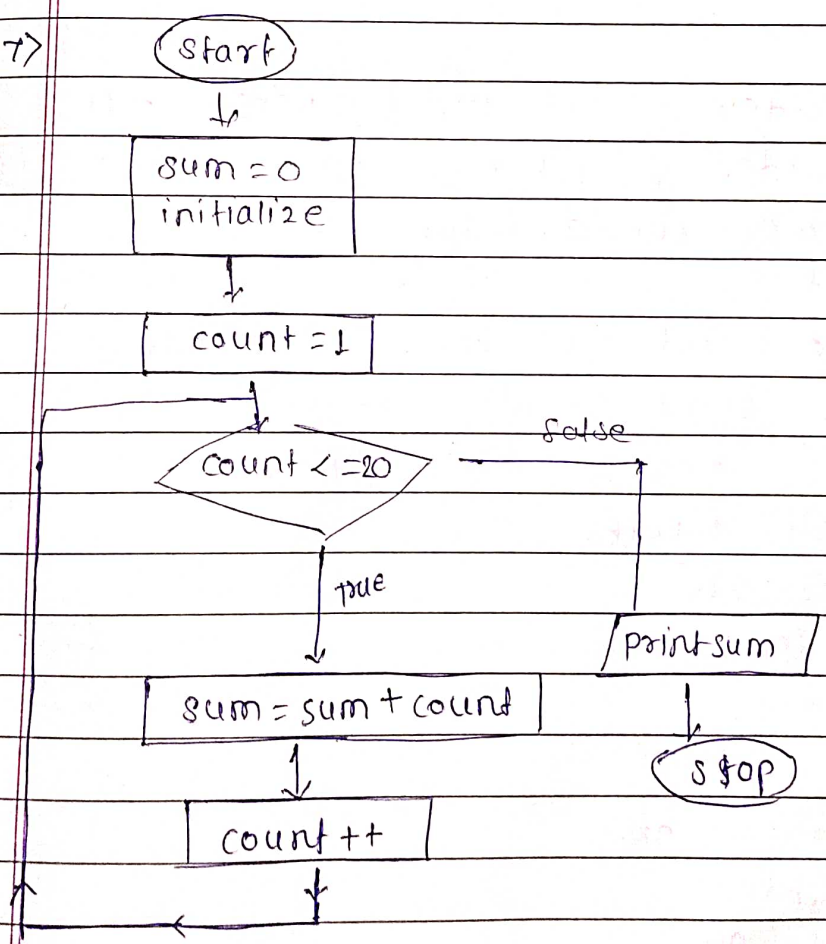 7>
start
sum = 0
initialize
count = 1
false
count <= 20
true
print sum
sum = sum + count
stop
count ++